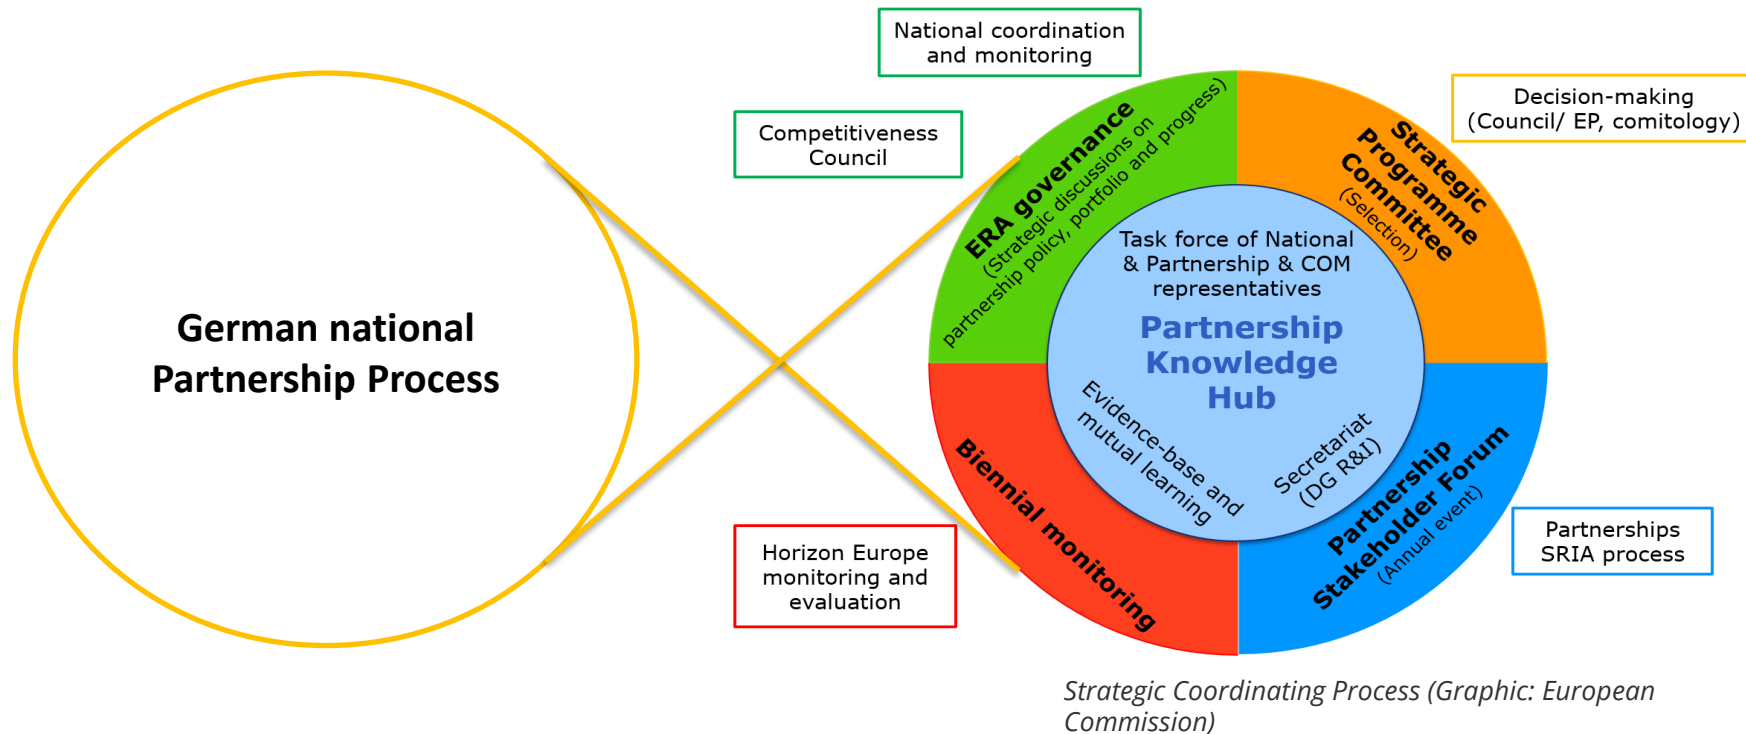 National coordination
and monitoring
Decision-making
(Council/ EP, comitology)
Competitiveness
Council
German national
Partnership Process
ERA governance
(Strategic discussions on
partnership policy, portfolio and progress)
Strategic
Programme
Committee
(Selection)
Task force of National
& Partnership & COM
representatives
Partnership
Knowledge
Hub
Evidence-base and
mutual learning
Secretariat
(DG R&I)
Biennial monitoring
Partnership
Stakeholder Forum
(Annual event)
Horizon Europe
monitoring and
evaluation
Partnerships
SRIA process
Strategic Coordinating Process (Graphic: European
Commission)